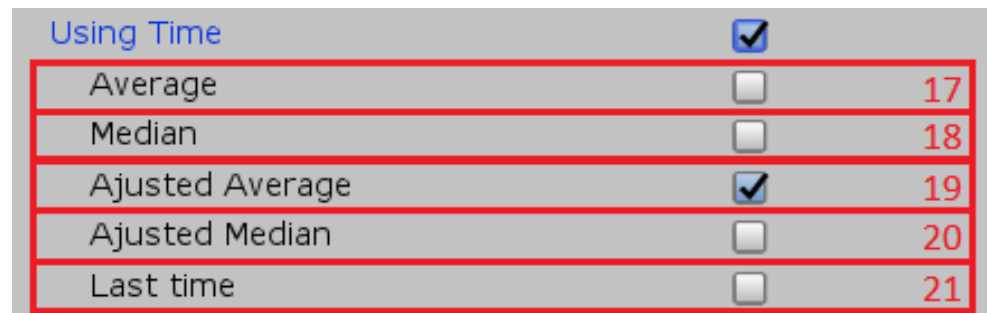 Using Time
Average 17
Median 18
Ajusted Average 19
Ajusted Median 20
Last time 21